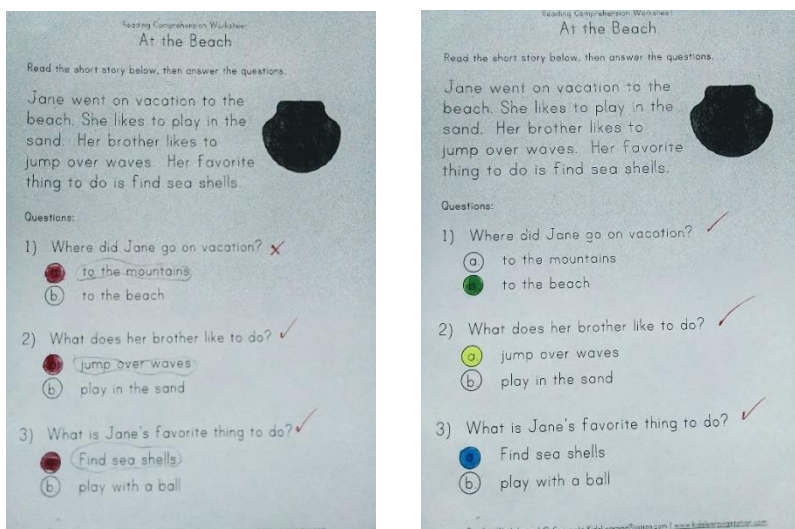 Reading Comprehension Worksheet
At the Beach
Read the short story below, then answer the questions.
Jane went on vacation to the
beach. She likes to play in the
sand. Her brother likes to
jump over waves. Her favorite
thing to do is find sea shells.
Questions:
1) Where did Jane go on vacation?
to the mountains
b. to the beach
2) What does her brother like to do?
jump over waves
b. play in the sand
3) What is Jane's favorite thing to do?
a. Find sea shells
b. play with a ball
Reading Comprehension Worksheet
At the Beach
Read the short story below, then answer the questions.
Jane went on vacation to the
beach. She likes to play in the
sand. Her brother likes to
jump over waves. Her favorite
thing to do is find sea shells.
Questions:
1) Where did Jane go on vacation?
a. to the mountains
b. to the beach
2) What does her brother like to do?
a. jump over waves
b. play in the sand
3) What is Jane's favorite thing to do?
a. Find sea shells
b. play with a ball